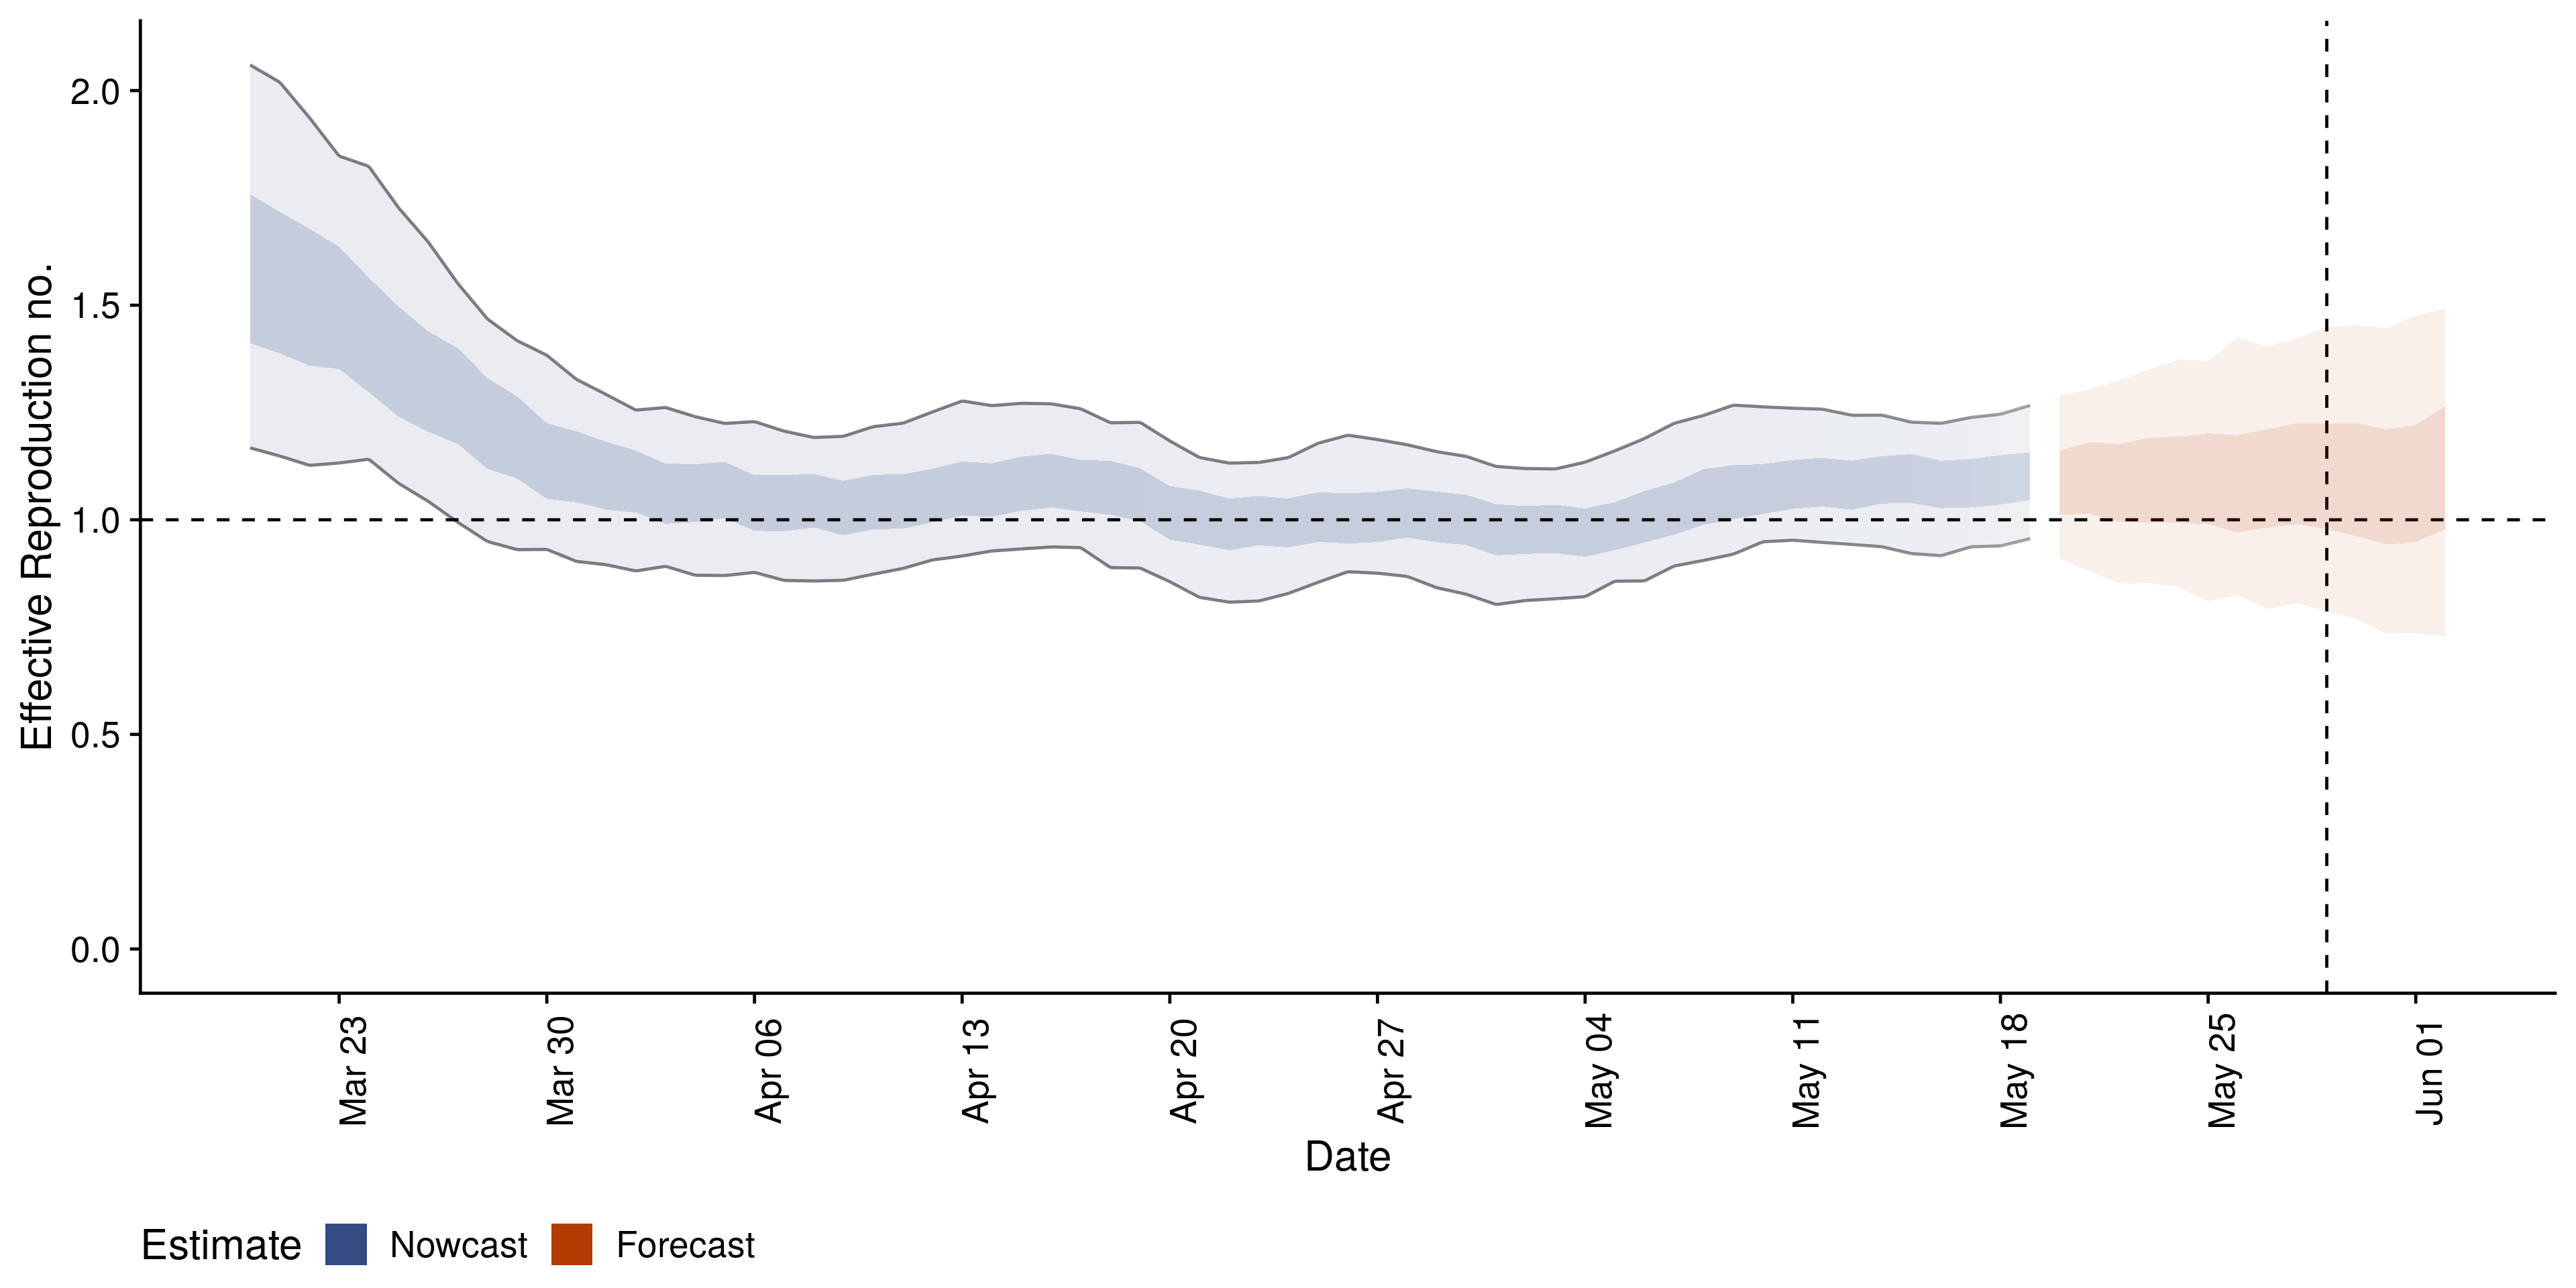 Effective Reproduction no.
2.0
1.5
1.0
0.5
0.0
Mar 23
Mar 30
Apr 06
Apr 13
Apr 20
Apr 27
May 04
May 11
May 18
May 25
Jun 01
Date
Estimate Nowcast Forecast